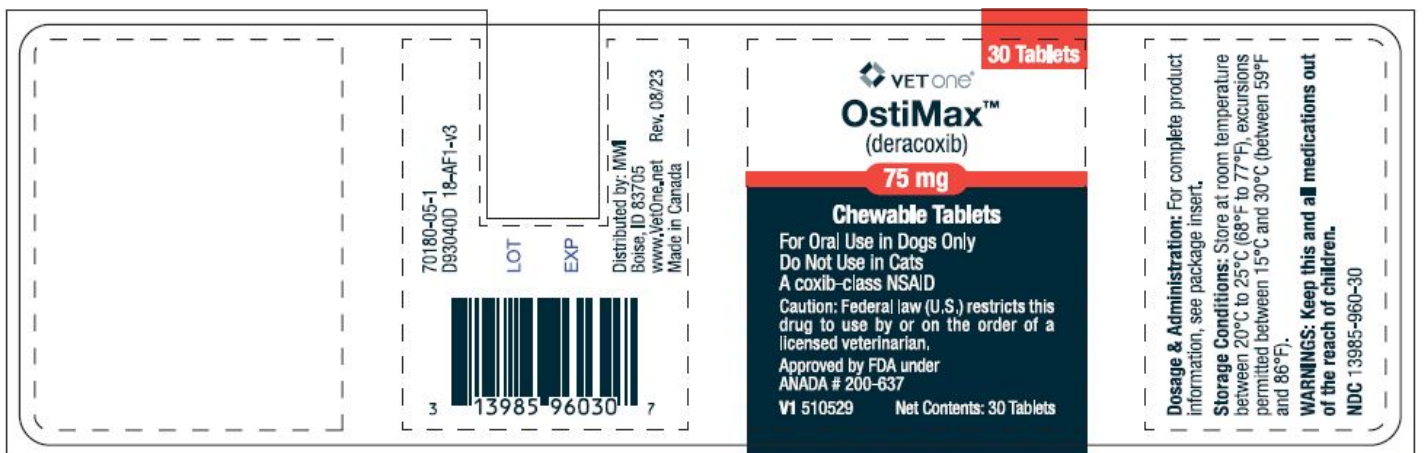 70180-05-1
D93040D 18-AF1-v3
LOT
EXP
Distributed by: MWI
Boise, ID 83705
www.VetOne.net Rev. 08/23
Made in Canada
3 13985 96030 7
30 Tablets
VET one®
OstiMax™
(deracoxib)
75 mg
Chewable Tablets
For Oral Use in Dogs Only
Do Not Use in Cats
A coxib-class NSAID
Caution: Federal law (U.S.) restricts this
drug to use by or on the order of a
licensed veterinarian.
Approved by FDA under
ANADA # 200-637
V1 510529 Net Contents: 30 Tablets
Dosage & Administration: For complete product
information, see package insert.
Storage Conditions: Store at room temperature
between 20°C to 25°C (68°F to 77°F), excursions
permitted between 15°C and 30°C (between 59°F
and 86°F).
WARNINGS: Keep this and all medications out
of the reach of children.
NDC 13985-960-30